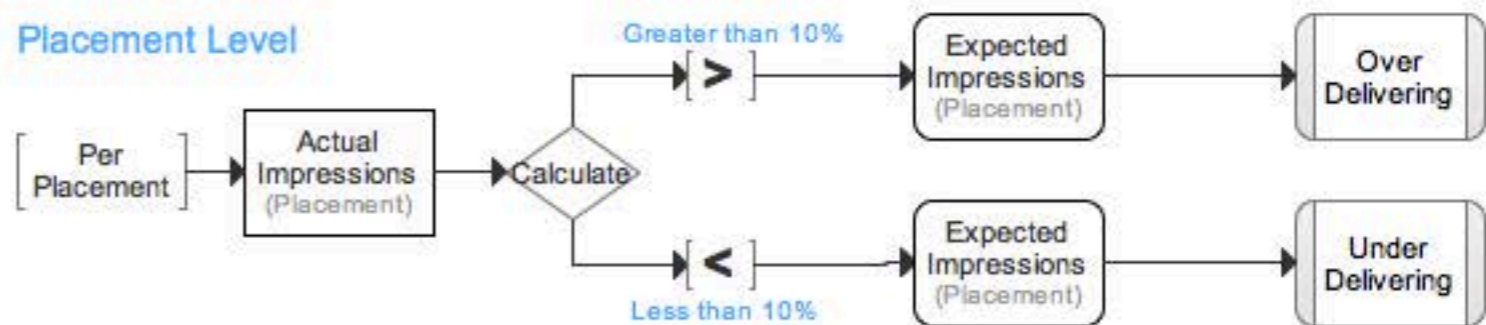 Placement Level
Per
Placement
Actual
Impressions
(Placement)
Calculate
Greater than 10%
>
Expected
Impressions
(Placement)
Over
Delivering
<
Less than 10%
Expected
Impressions
(Placement)
Under
Delivering